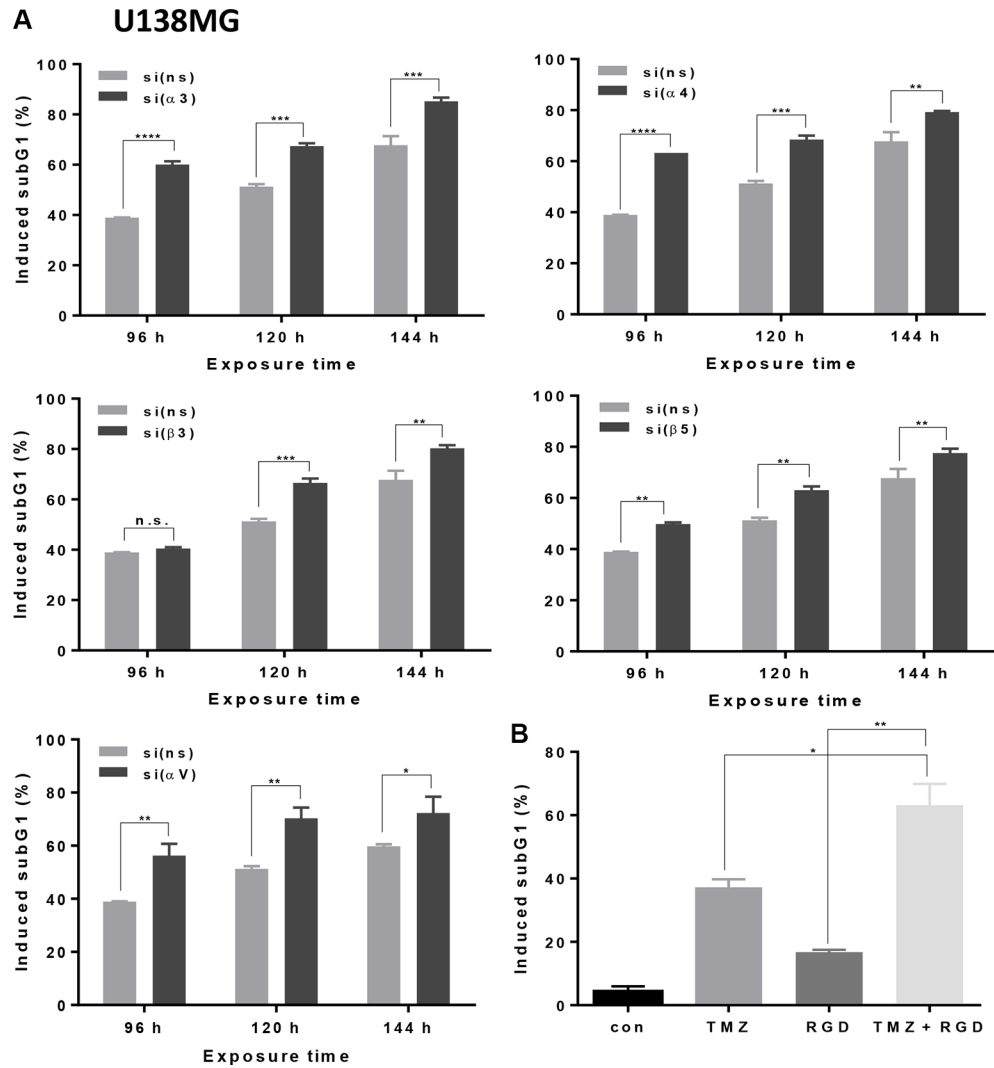 A U138MG
100
80
60
40
20
0
Induced subG1 (%)
si(ns)
si(α3)
****
***
***
96 h 120 h 144 h
Exposure time
100
80
60
40
20
0
Induced subG1 (%)
si(ns)
si(α4)
****
***
**
96 h 120 h 144 h
Exposure time
100
80
60
40
20
0
Induced subG1 (%)
si(ns)
si(β3)
n.s.
***
**
96 h 120 h 144 h
Exposure time
100
80
60
40
20
0
Induced subG1 (%)
si(ns)
si(β5)
**
**
**
96 h 120 h 144 h
Exposure time
100
80
60
40
20
0
Induced subG1 (%)
si(ns)
si(αV)
**
**
*
96 h 120 h 144 h
Exposure time
B
80
60
40
20
0
Induced subG1 (%)
*
**
con TMZ RGD TMZ + RGD